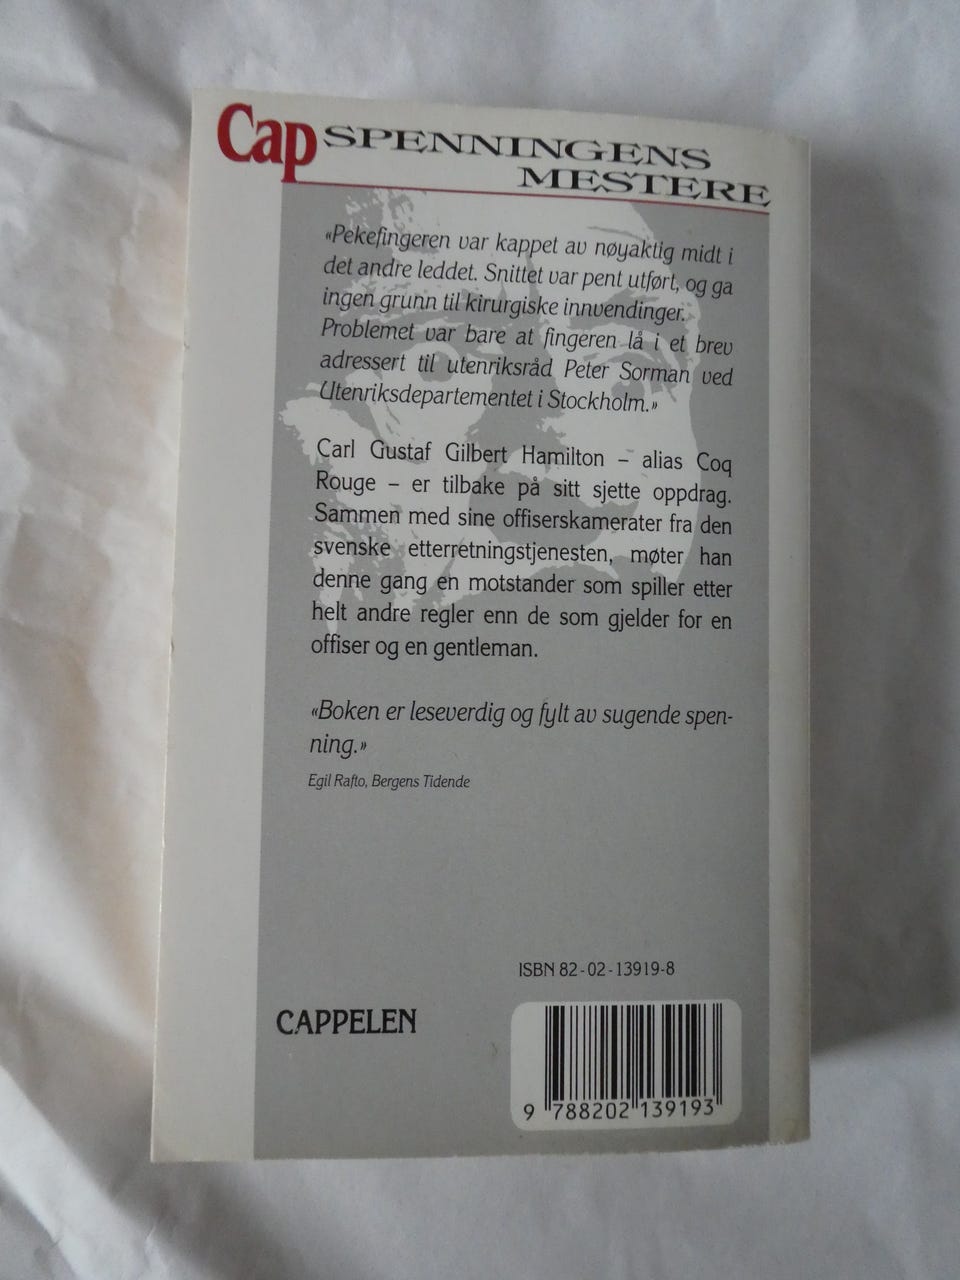 Cap SPENNINGENS
MESTERE
«Pekefingeren var kappet av nøyaktig midt i
det andre leddet. Snittet var pent utført, og ga
ingen grunn til kirurgiske innvendinger.
Problemet var bare at fingeren lå i et brev
adressert til utenriksråd Peter Sorman ved
Utenriksdepartementet i Stockholm.»
Carl Gustaf Gilbert Hamilton – alias Coq
Rouge – er tilbake på sitt sjette oppdrag.
Sammen med sine offiserskamerater fra den
svenske etterretningstjenesten, møter han
denne gang en motstander som spiller etter
helt andre regler enn de som gjelder for en
offiser og en gentleman.
«Boken er leseverdig og fylt av sugende spen-
ning.»
Egil Rafto, Bergens Tidende
ISBN 82-02-13919-8
CAPPELEN
9 788202 139193